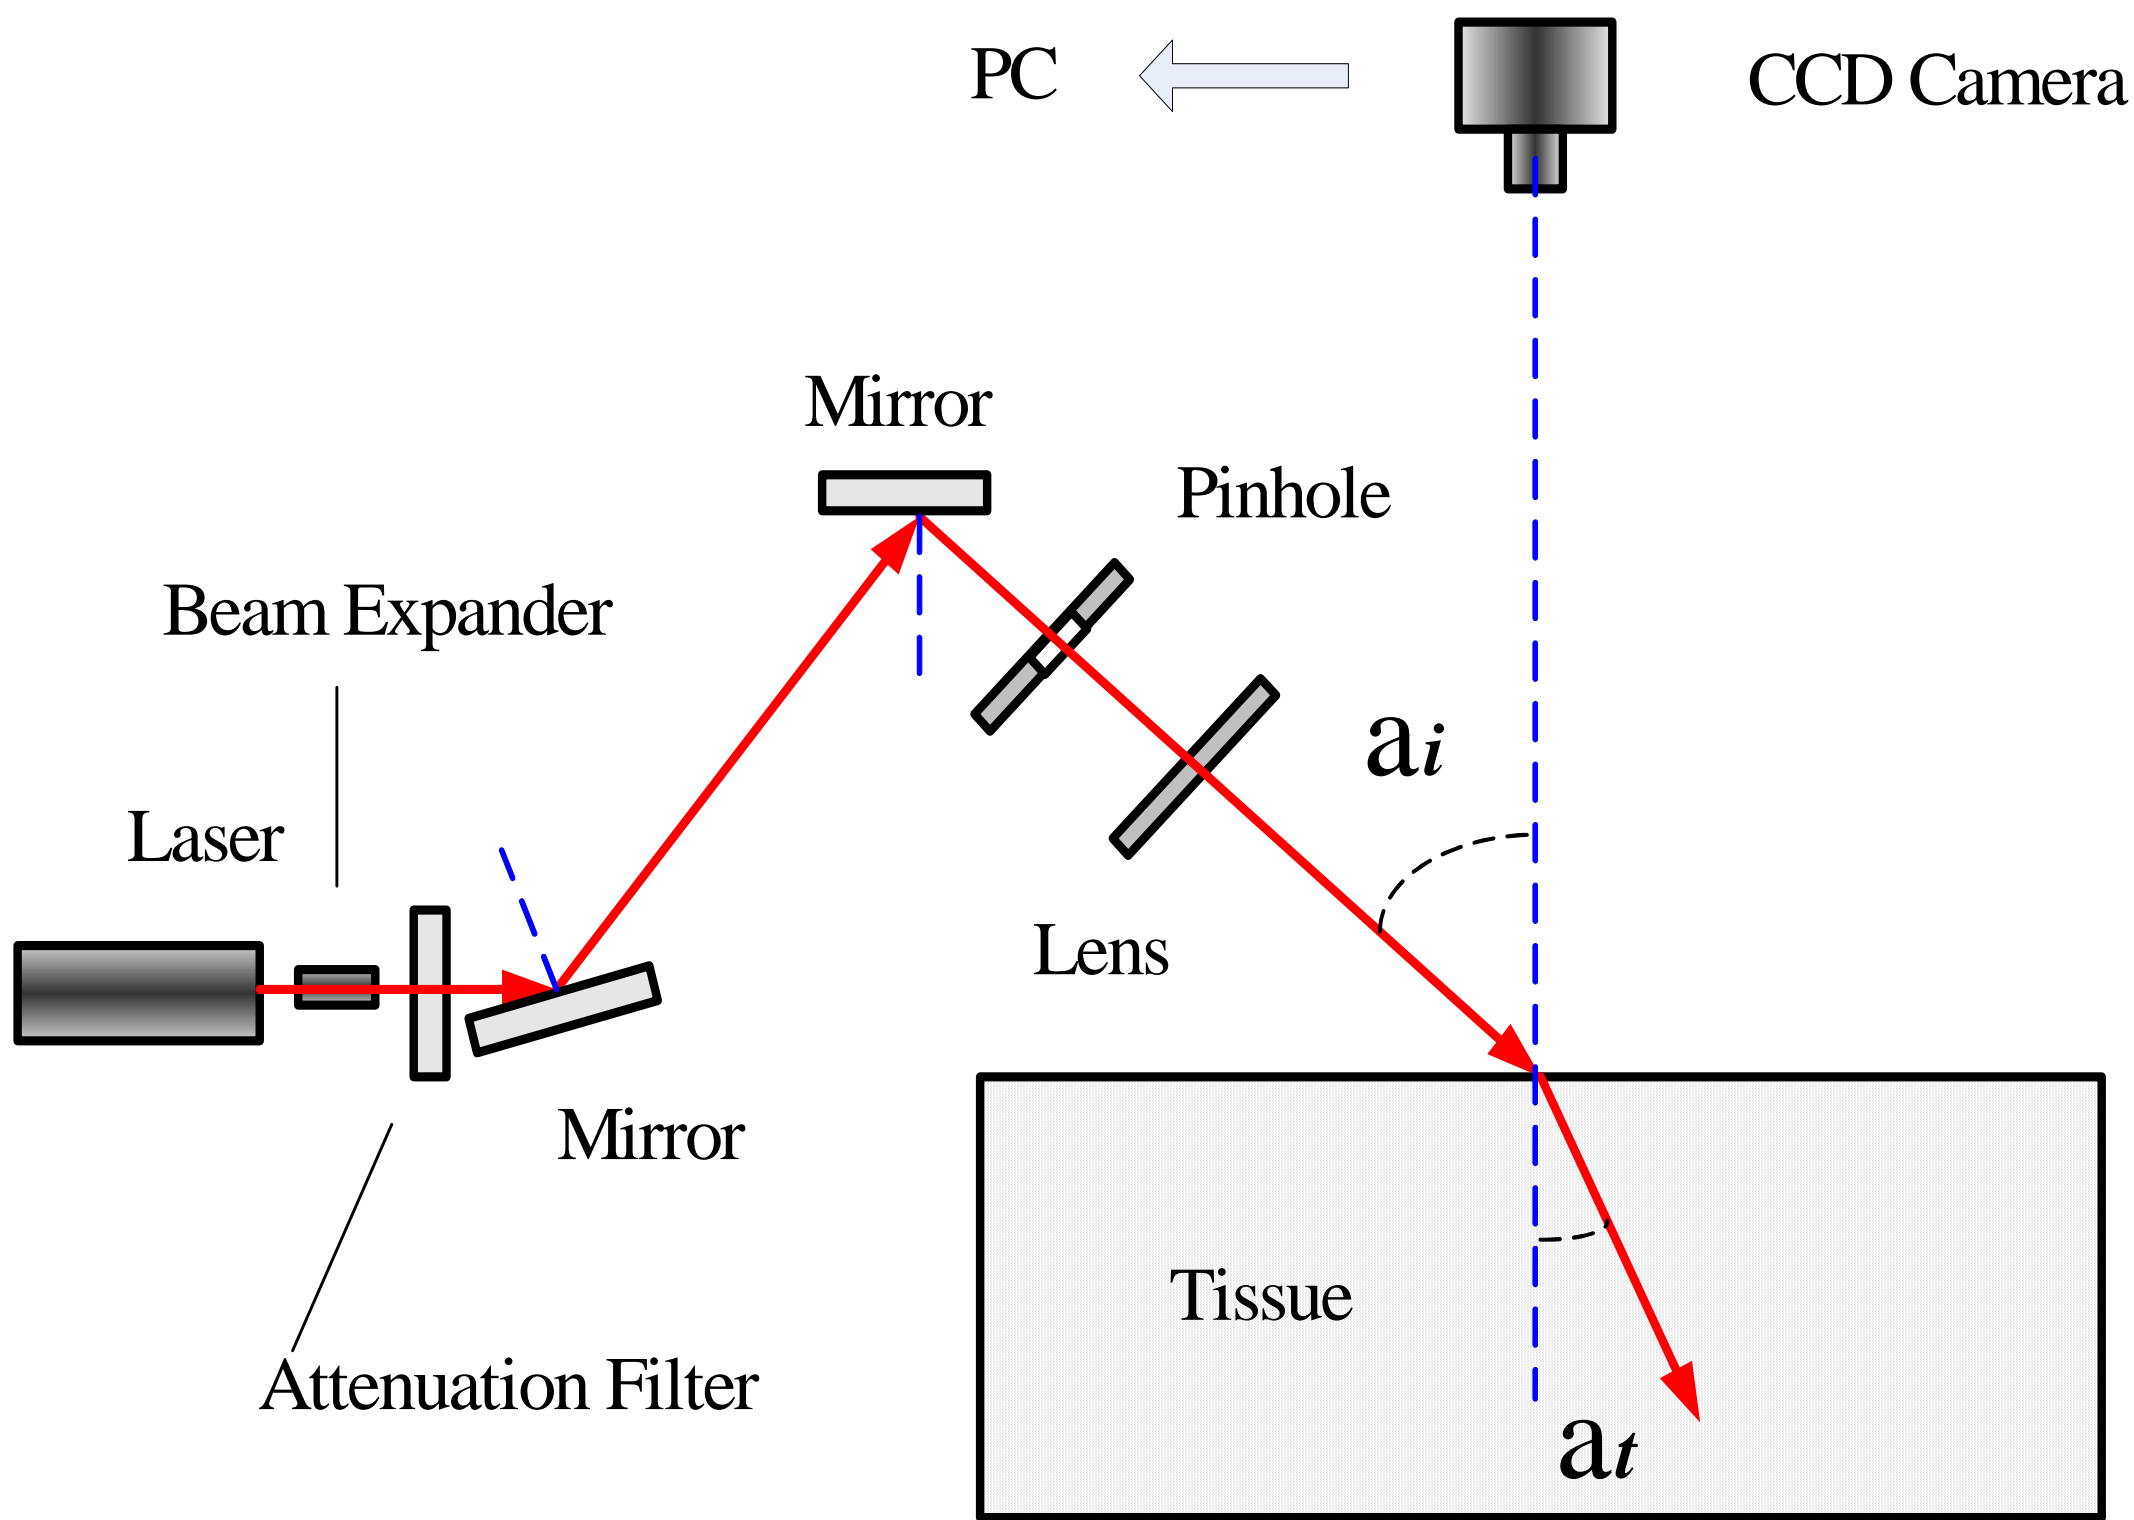 PC
CCD Camera
Mirror
Pinhole
Beam Expander
ai
Laser
Lens
Mirror
Tissue
Attenuation Filter
at